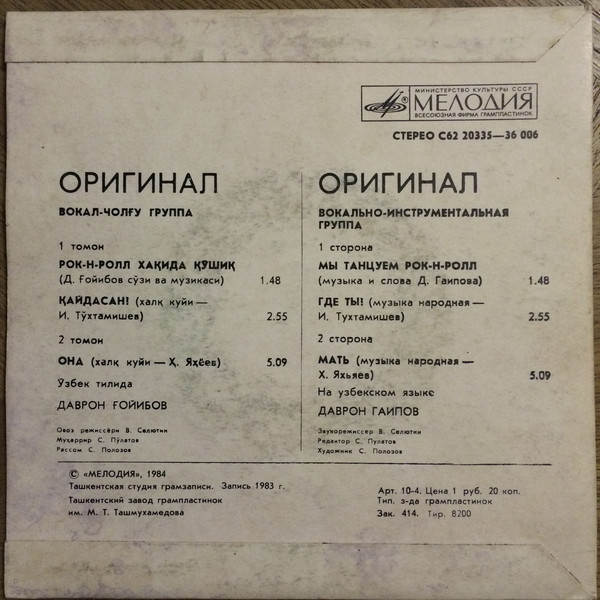 МИНИСТЕРСТВО КУЛЬТУРЫ СССР
МЕЛОДИЯ
ВСЕСОЮЗНАЯ ФИРМА ГРАМПЛАСТИНОК
СТЕРЕО С62 20335—36 006
ОРИГИНАЛ
ВОКАЛ-ЧОЛҒУ ГРУППА
1 томон
РОК-Н-РОЛЛ ХАҚИДА ҚЎШИҚ
(Д. Ғойибов сўзи ва музикаси) 1.48
ҚАЙДАСАН! (халқ куйи —
И. Тўхтамишев) 2.55
2 томон
ОНА (халқ куйи — Ҳ. Яҳёев) 5.09
Ўзбек тилида
ДАВРОН ҒОЙИБОВ
Овоз режиссёри В. Селютин
Муҳаррир С. Пўлатов
Рассом С. Полозов
ОРИГИНАЛ
ВОКАЛЬНО-ИНСТРУМЕНТАЛЬНАЯ
ГРУППА
1 сторона
МЫ ТАНЦУЕМ РОК-Н-РОЛЛ
(музыка и слова Д. Гаипова) 1.48
ГДЕ ТЫ! (музыка народная —
И. Тухтамишев) 2.55
2 сторона
МАТЬ (музыка народная —
Х. Яхьяев) 5.09
На узбекском языке
ДАВРОН ГАИПОВ
Звукорежиссер В. Селютин
Редактор С. Пулатов
Художник С. Полозов
© «МЕЛОДИЯ», 1984
Ташкентская студия грамзаписи. Запись 1983 г.
Ташкентский завод грампластинок
им. М. Т. Ташмухамедова
Арт. 10-4. Цена 1 руб. 20 коп.
Тип. з-да грампластинок
Зак. 414. Тир. 8200